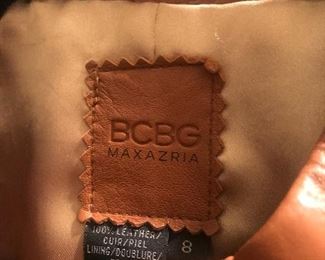 BCBG
MAXAZRIA
100% LEATHER/
CUIR/PIEL
LINING/DOUBLURE/
8